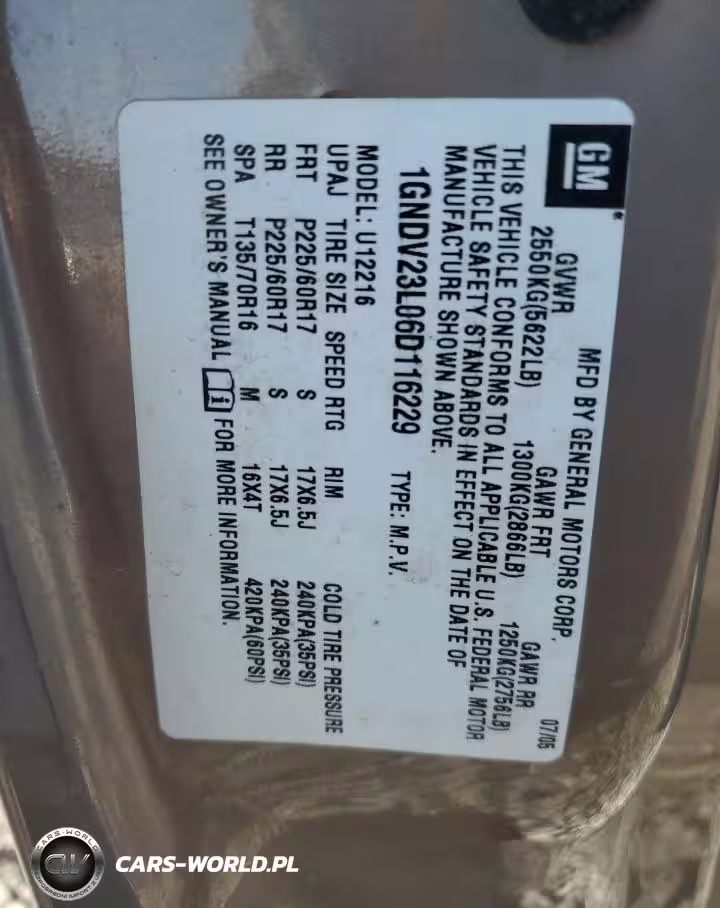 GM
MFD BY GENERAL MOTORS CORP. 07/05
GVWR GAWR FRT GAWR RR
2550KG(5622LB) 1300KG(2866LB) 1250KG(2756LB)
THIS VEHICLE CONFORMS TO ALL APPLICABLE U.S. FEDERAL MOTOR
VEHICLE SAFETY STANDARDS IN EFFECT ON THE DATE OF
MANUFACTURE SHOWN ABOVE.
1GNDV23L06D116229 TYPE: M.P.V.
MODEL: U12216
UPAJ TIRE SIZE SPEED RTG RIM COLD TIRE PRESSURE
FRT P225/60R17 S 17X6.5J 240KPA(35PSI)
RR P225/60R17 S 17X6.5J 240KPA(35PSI)
SPA T135/70R16 M 16X4T 420KPA(60PSI)
SEE OWNER'S MANUAL FOR MORE INFORMATION.
CARS-WORLD
CW
CARS-WORLD.PL